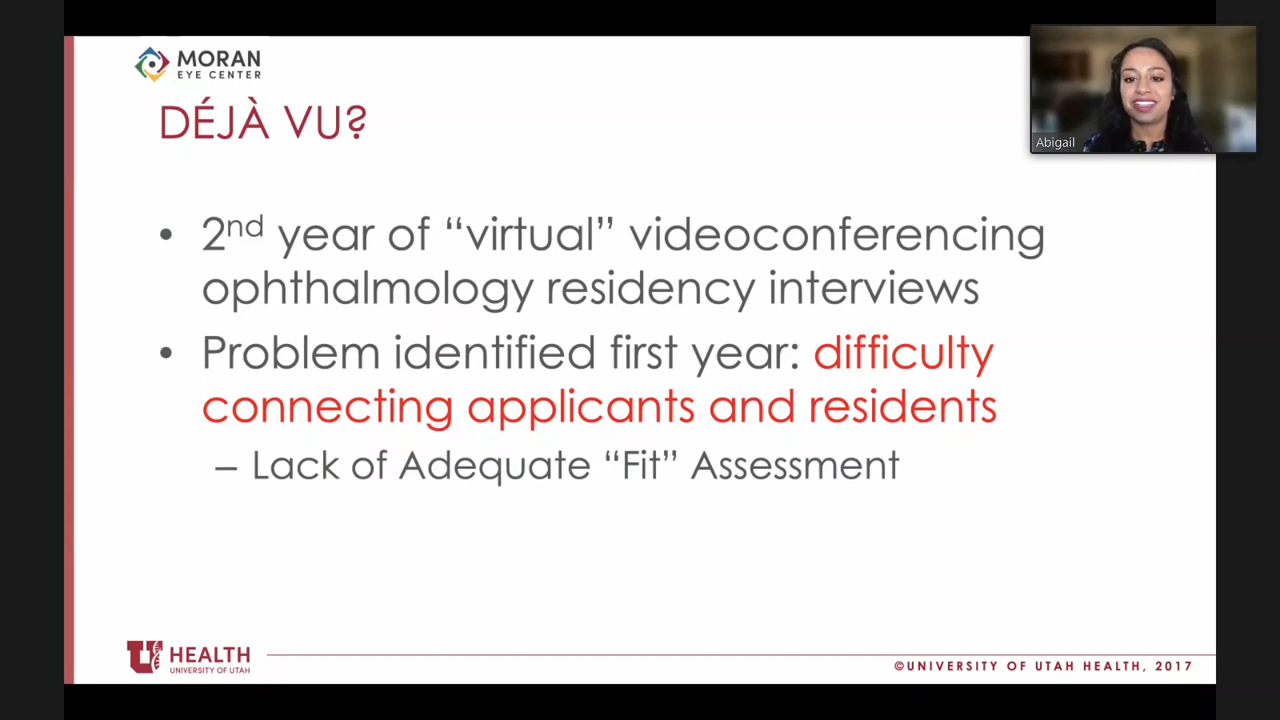 MORAN
EYE CENTER
DÉJÀ VU?
Abigail
• 2nd year of “virtual” videoconferencing
ophthalmology residency interviews
• Problem identified first year: difficulty
connecting applicants and residents
– Lack of Adequate “Fit” Assessment
U HEALTH
UNIVERSITY OF UTAH
©UNIVERSITY OF UTAH HEALTH, 2017